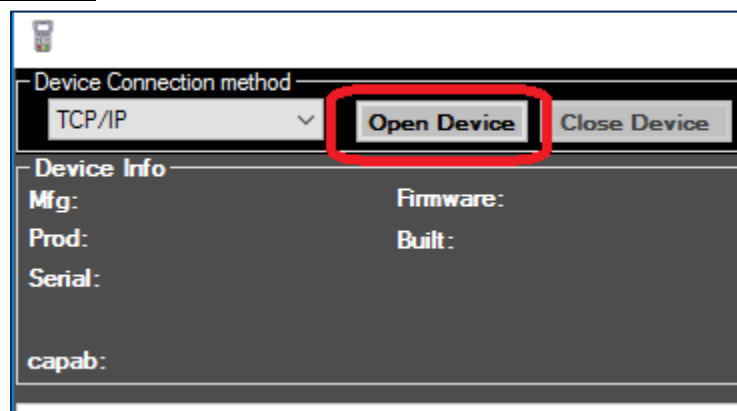 Device Connection method
TCP/IP Open Device Close Device
Device Info
Mfg: Firmware:
Prod: Built:
Serial:
capab: